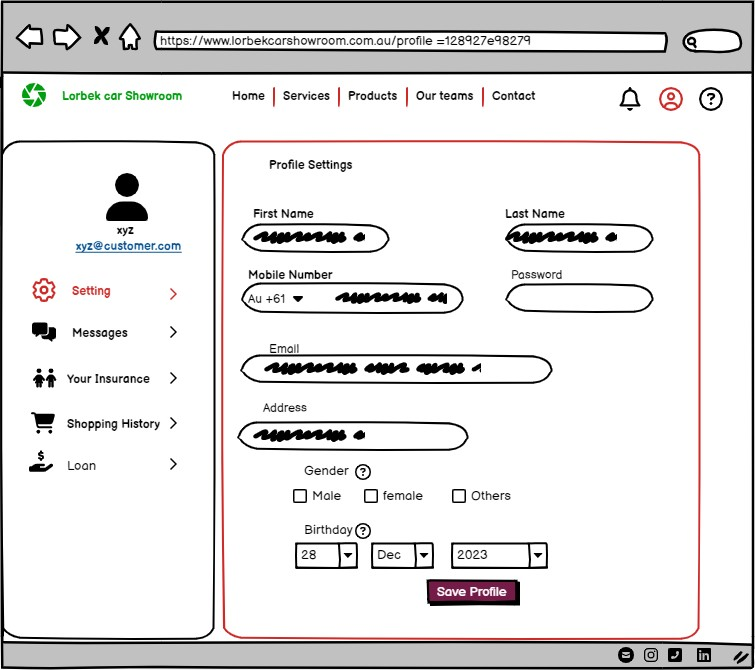 https://www.lorbekcarshowroom.com.au/profile =128927e98279
Lorbek car Showroom
Home Services Products Our teams Contact
?
xyz
xyz@customer.com
Setting
Messages
Your Insurance
Shopping History
$
Loan
Profile Settings
First Name Last Name
Mobile Number Password
Au +61
Email
Address
Gender ?
Male female Others
Birthday ?
28 Dec 2023
Save Profile
in